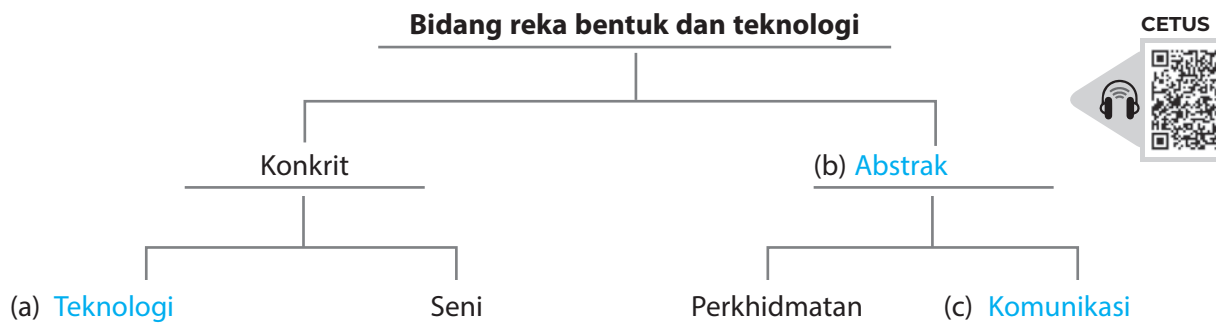 Bidang reka bentuk dan teknologi
CETUS
Konkrit
(b) Abstrak
(a) Teknologi
Seni
Perkhidmatan
(c) Komunikasi